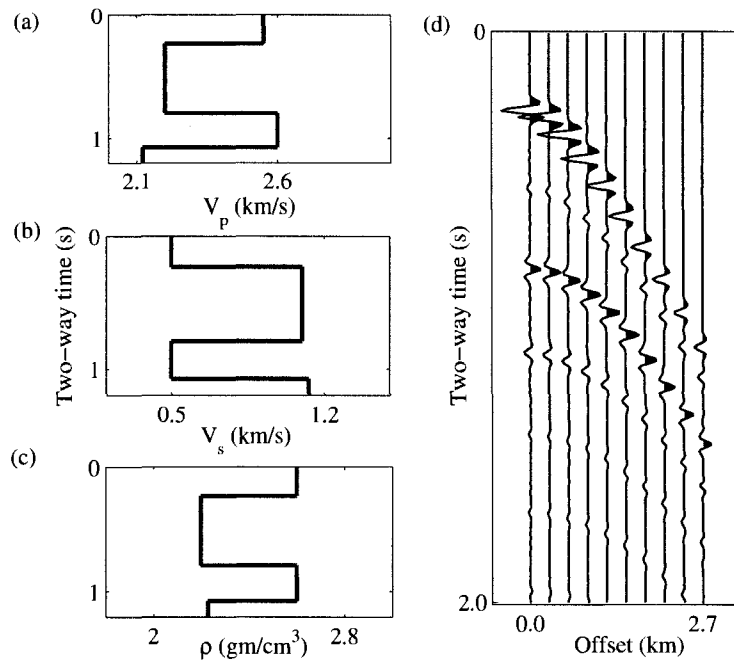 (a)
0
1
2.1 2.6
V_p (km/s)
(b)
0
1
0.5 1.2
V_s (km/s)
(c)
0
1
2 2.8
ρ (gm/cm³)
Two-way time (s)
(d)
0
2.0
Two-way time (s)
0.0 2.7
Offset (km)